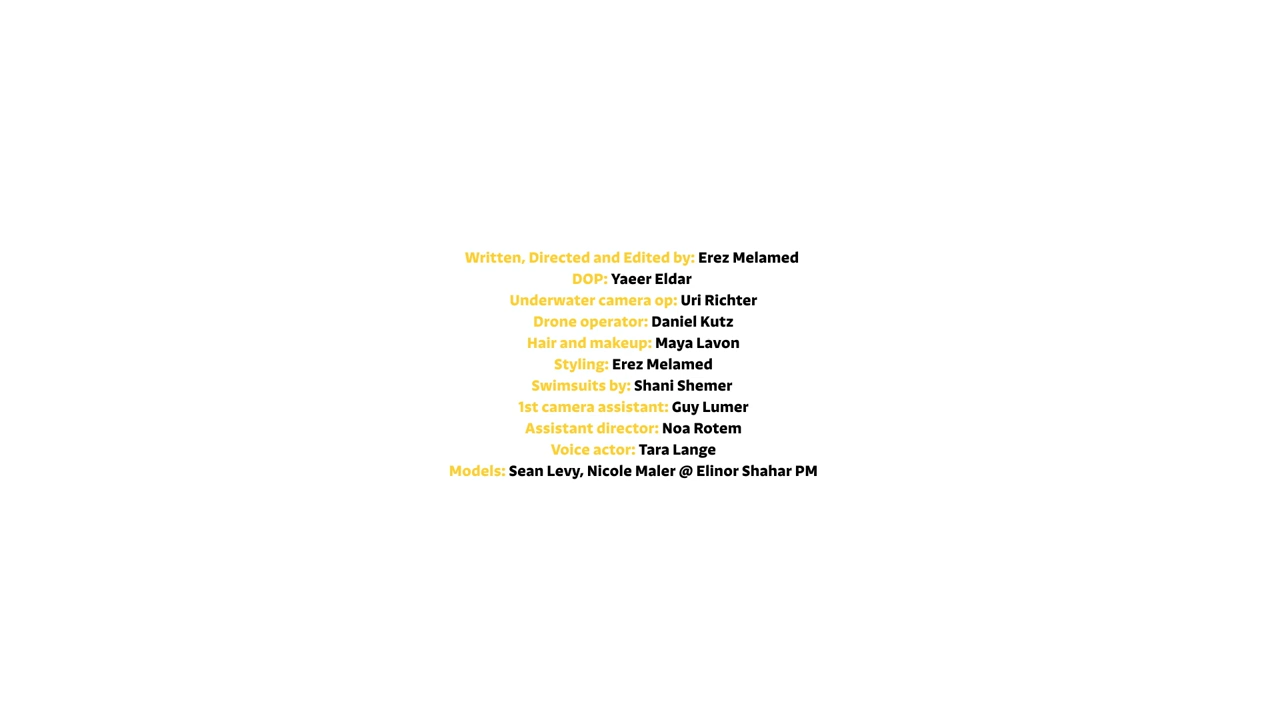 Written, Directed and Edited by: Erez Melamed
DOP: Yaeer Eldar
Underwater camera op: Uri Richter
Drone operator: Daniel Kutz
Hair and makeup: Maya Lavon
Styling: Erez Melamed
Swimsuits by: Shani Shemer
1st camera assistant: Guy Lumer
Assistant director: Noa Rotem
Voice actor: Tara Lange
Models: Sean Levy, Nicole Maler @ Elinor Shahar PM